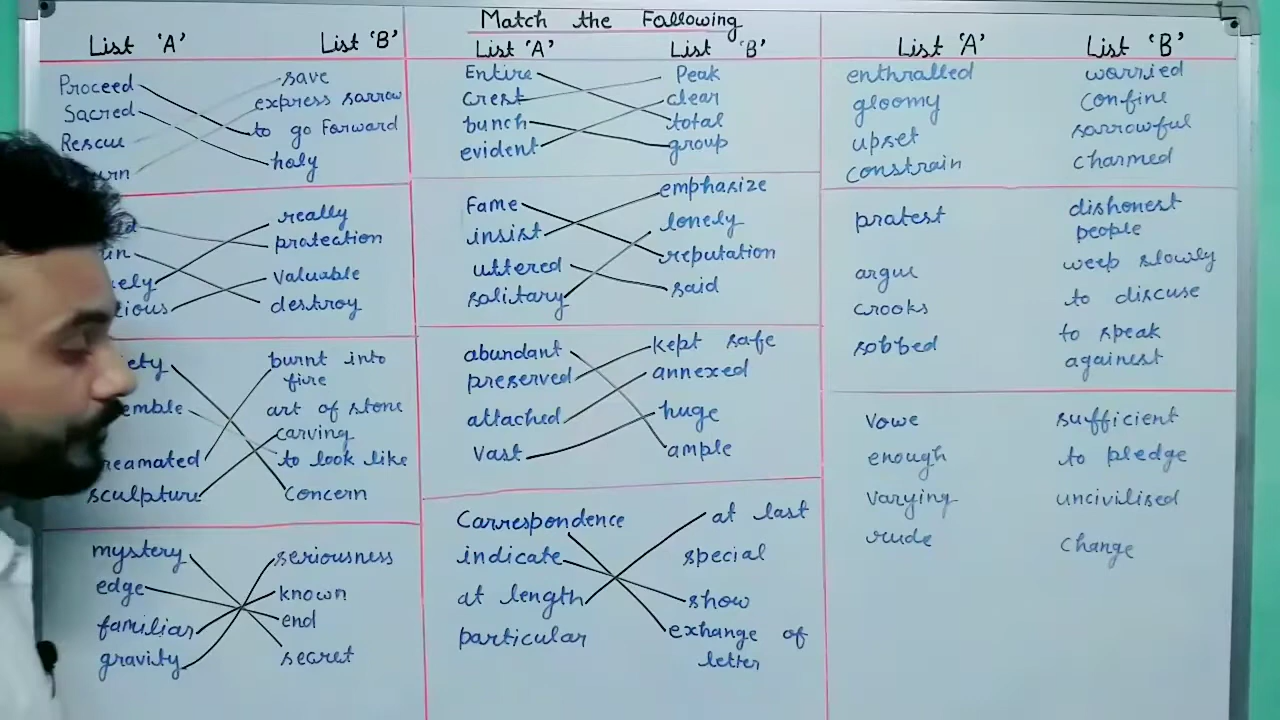 Match the Following
List 'A' List 'B'
Proceed save
Sacred express sorrow
Rescue to go Forward
holy
really
protection
valuable
destroy
burnt into
fire
art of stone
carving
to look like
sculpture concern
mystery seriousness
edge known
familiar end
gravity secret
List 'A' List 'B'
Entire Peak
Crest clear
bunch total
evident group
Fame emphasize
insist lonely
uttered reputation
solitary said
abundant kept safe
preserved annexed
attached huge
Vast ample
Correspondence at last
indicate special
at length show
particular exchange of
letter
List 'A' List 'B'
enthralled worried
gloomy confine
upset sorrowful
constrain charmed
protest dishonest
people
argue weep slowly
crooks to discuse
sobbed to speak
againest
Vowe sufficient
enough to pledge
Varying uncivilised
rude change